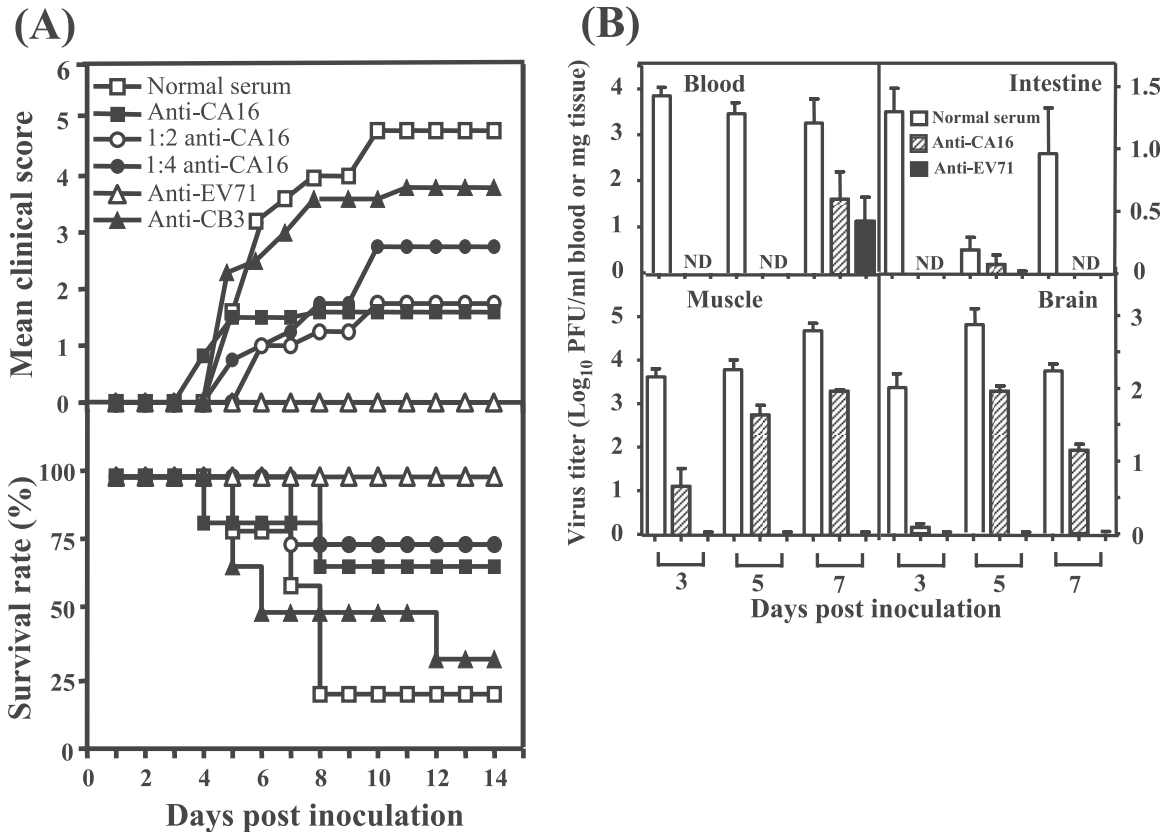 (A)
Mean clinical score
6
5
4
3
2
1
0
Normal serum
Anti-CA16
1:2 anti-CA16
1:4 anti-CA16
Anti-EV71
Anti-CB3
Survival rate (%)
100
75
50
25
0
0 2 4 6 8 10 12 14
Days post inoculation
(B)
Virus titer (Log10 PFU/ml blood or mg tissue)
Blood
4
3
2
1
0
ND ND
Intestine
Normal serum
Anti-CA16
Anti-EV71
1.5
1.0
0.5
0
ND ND
Muscle
5
4
3
2
1
0
Brain
3
2
1
0
3 5 7 3 5 7
Days post inoculation